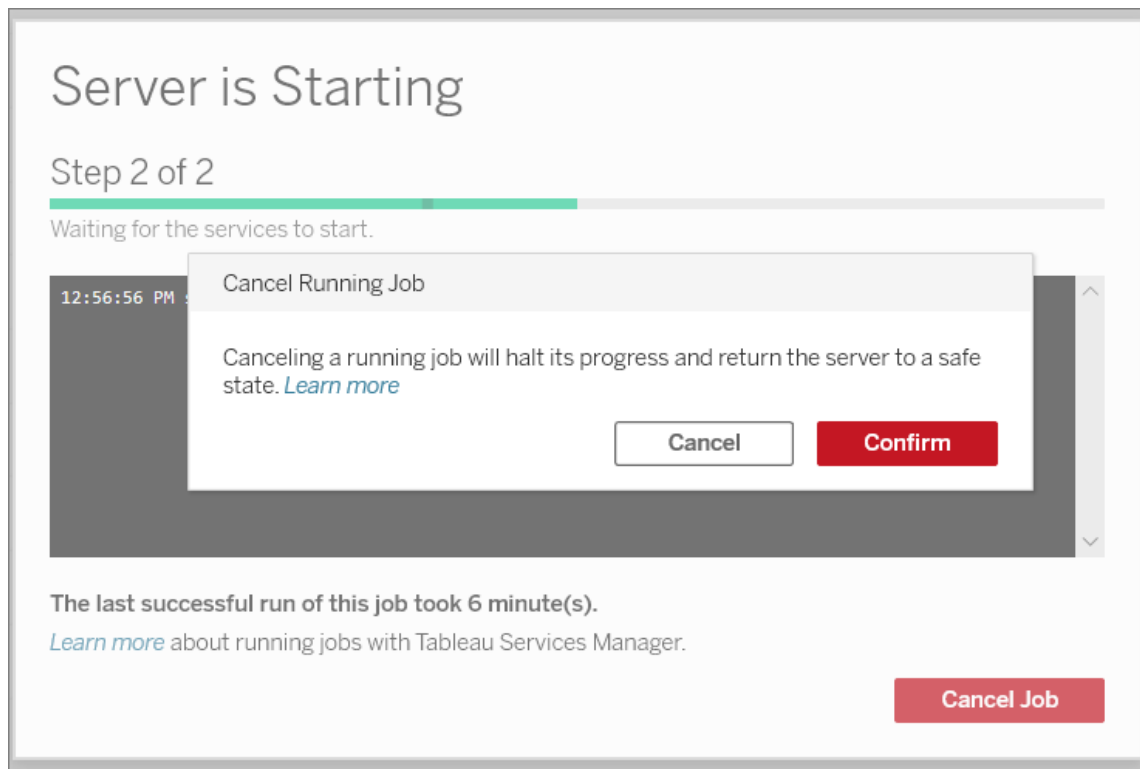 Server is Starting
Step 2 of 2
Waiting for the services to start.
12:56:56 PM
Cancel Running Job
Canceling a running job will halt its progress and return the server to a safe
state. Learn more
Cancel
Confirm
The last successful run of this job took 6 minute(s).
Learn more about running jobs with Tableau Services Manager.
Cancel Job